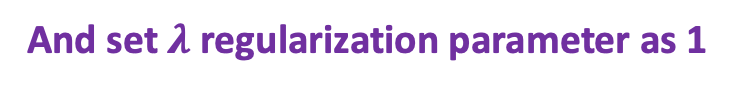 And set λ regularization parameter as 1